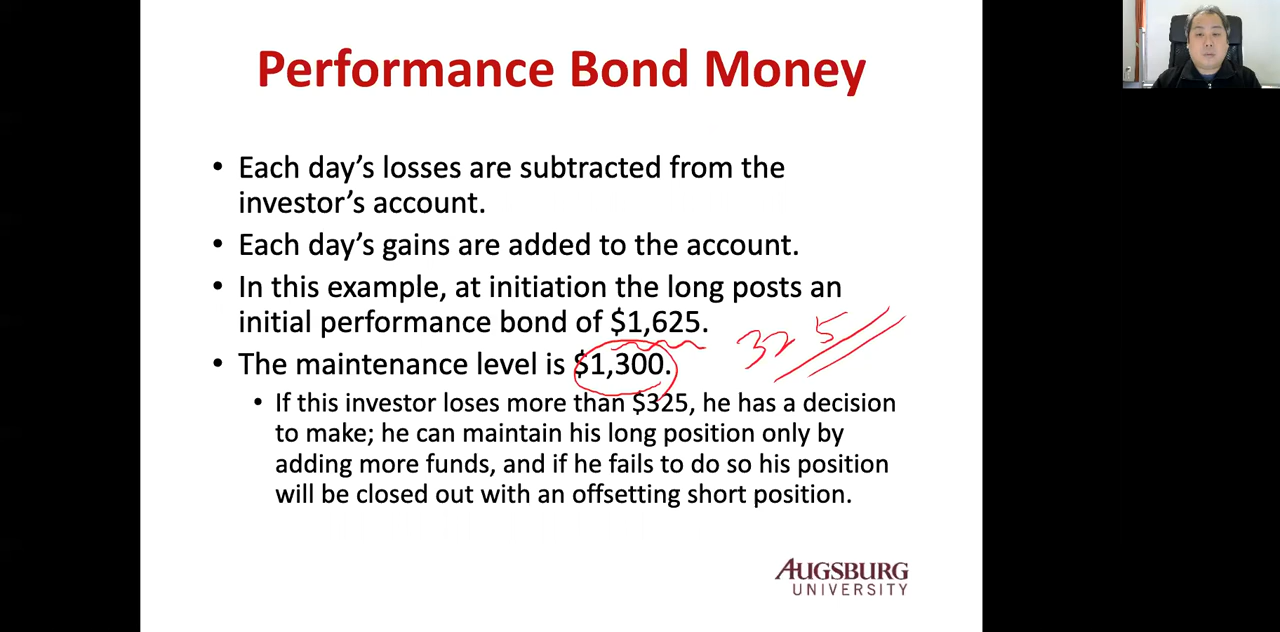 Performance Bond Money
• Each day's losses are subtracted from the
investor's account.
• Each day's gains are added to the account.
• In this example, at initiation the long posts an
initial performance bond of $1,625.
325
• The maintenance level is $1,300.
• If this investor loses more than $325, he has a decision
to make; he can maintain his long position only by
adding more funds, and if he fails to do so his position
will be closed out with an offsetting short position.
AUGSBURG
UNIVERSITY